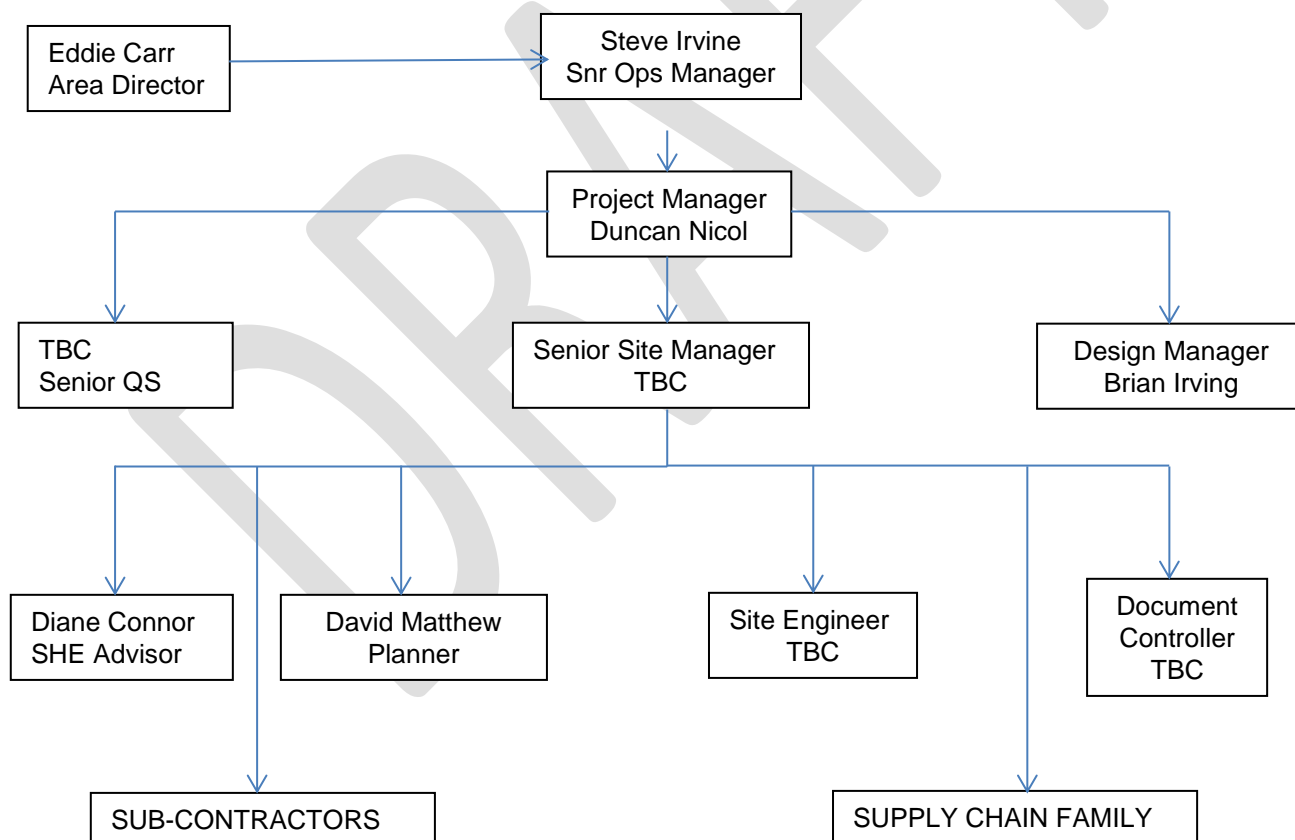 Eddie Carr
Area Director
Steve Irvine
Snr Ops Manager
Project Manager
Duncan Nicol
TBC
Senior QS
Senior Site Manager
TBC
Design Manager
Brian Irving
Diane Connor
SHE Advisor
David Matthew
Planner
Site Engineer
TBC
Document
Controller
TBC
SUB-CONTRACTORS
SUPPLY CHAIN FAMILY
DRAFT